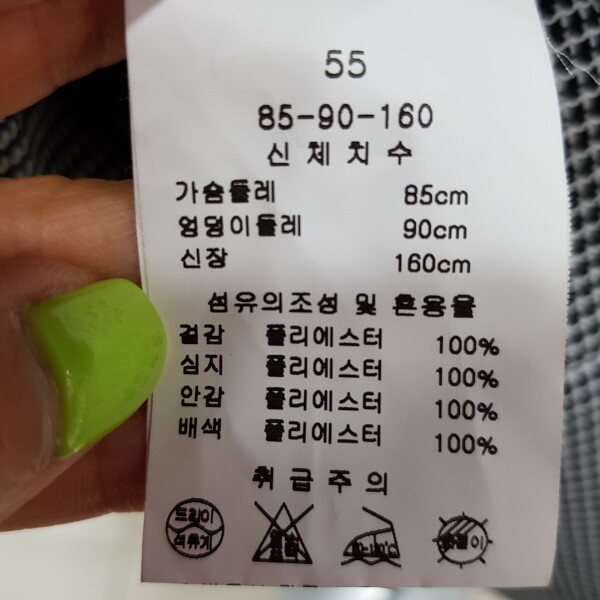 55
85-90-160
신체치수
가슴둘레 85cm
엉덩이둘레 90cm
신장 160cm
섬유의조성 및 혼용율
겉감 폴리에스터 100%
심지 폴리에스터 100%
안감 폴리에스터 100%
배색 폴리에스터 100%
취급주의
드라이
석유계